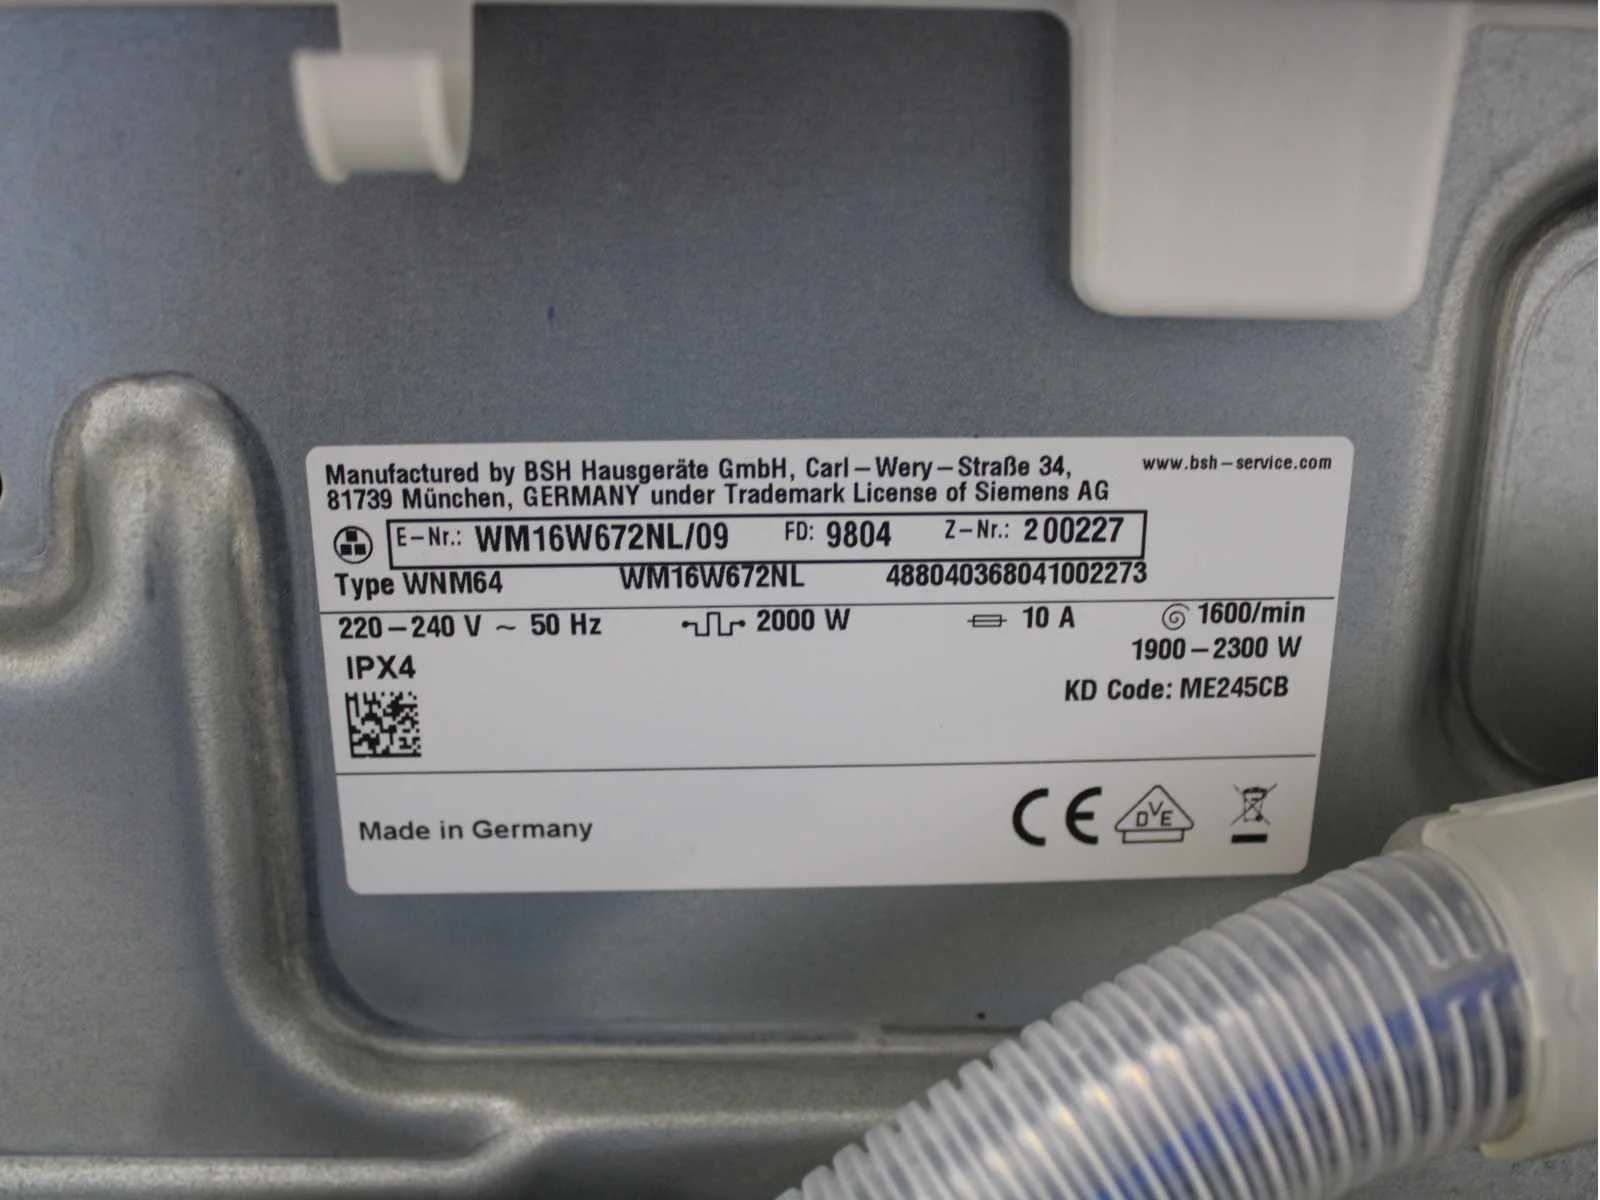 Manufactured by BSH Hausgeräte GmbH, Carl-Wery-Straße 34,
81739 München, GERMANY under Trademark License of Siemens AG
www.bsh-service.com
E-Nr.: WM16W672NL/09 FD: 9804 Z-Nr.: 200227
Type WNM64 WM16W672NL 488040368041002273
220-240 V ~ 50 Hz 2000 W 10 A 1600/min
IPX4 1900-2300 W
KD Code: ME245CB
Made in Germany CE DVE